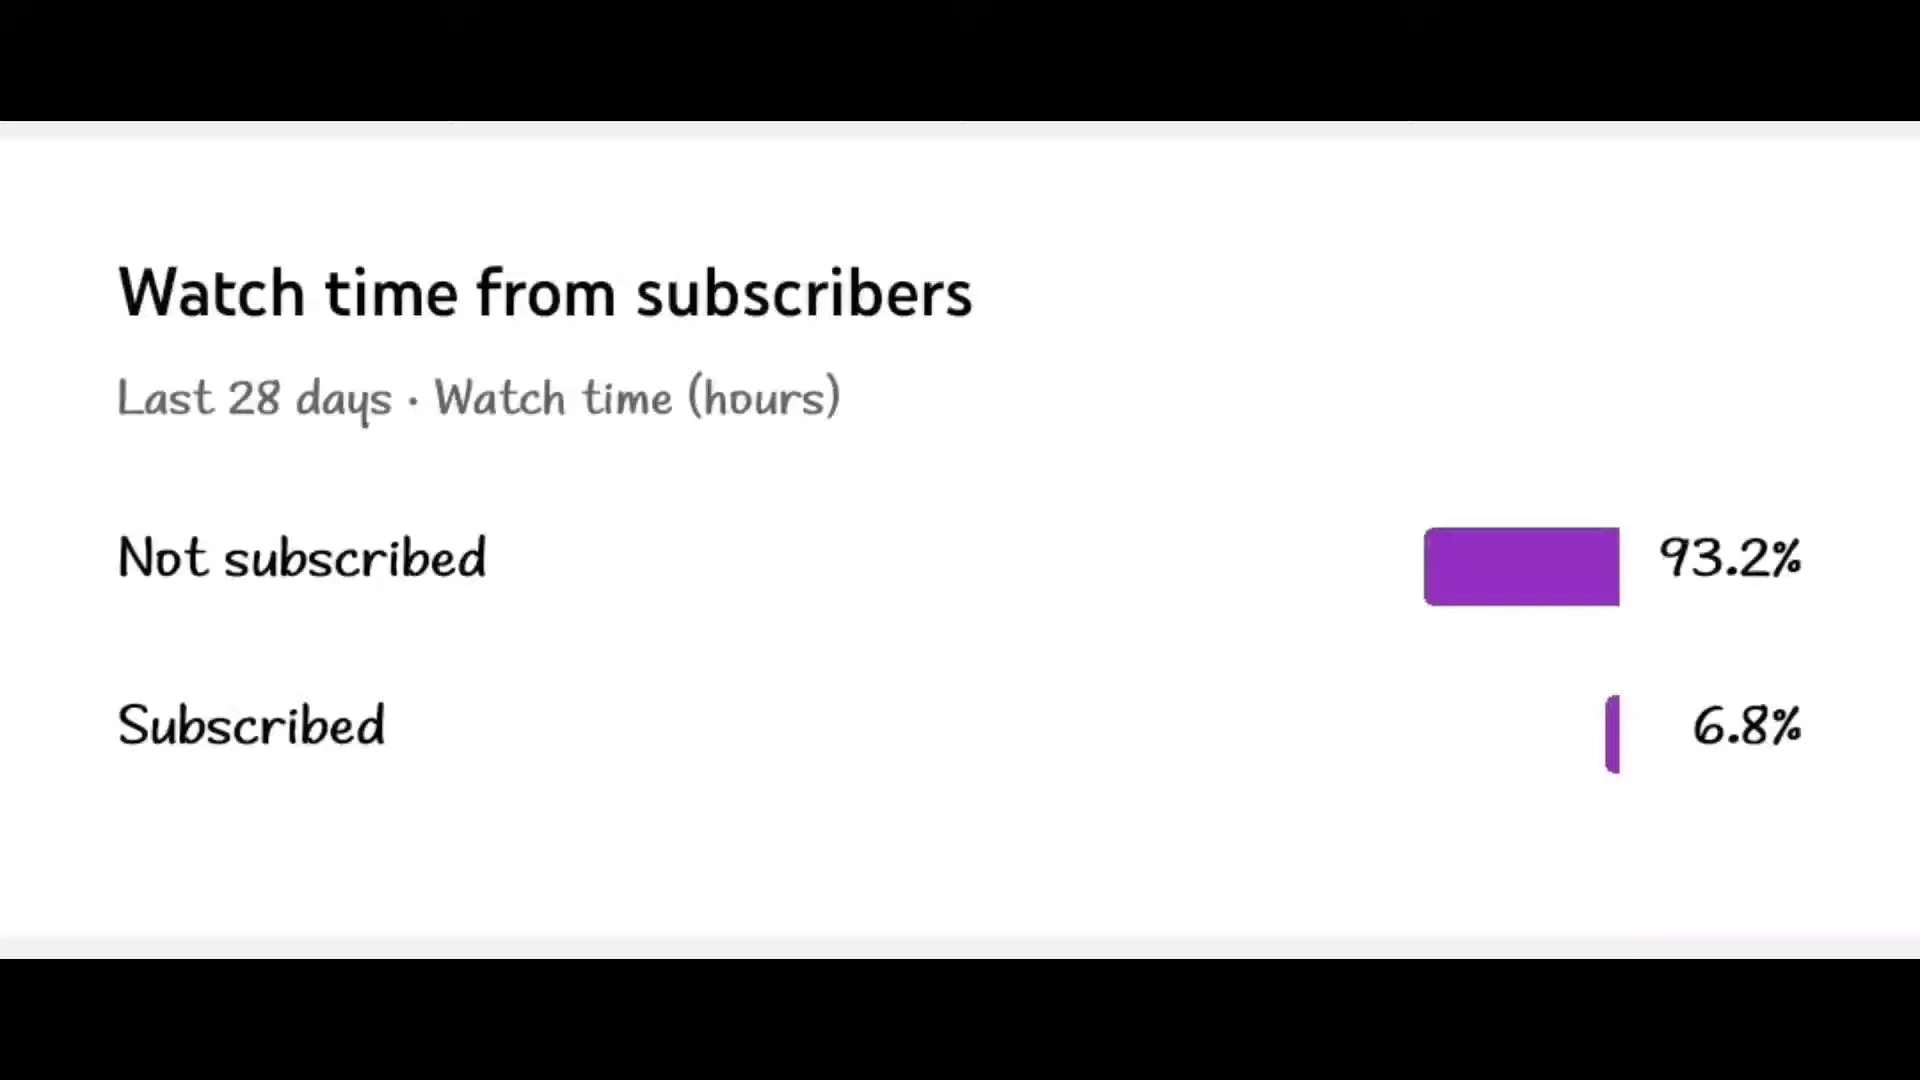 Watch time from subscribers
Last 28 days · Watch time (hours)
Not subscribed 93.2%
Subscribed 6.8%